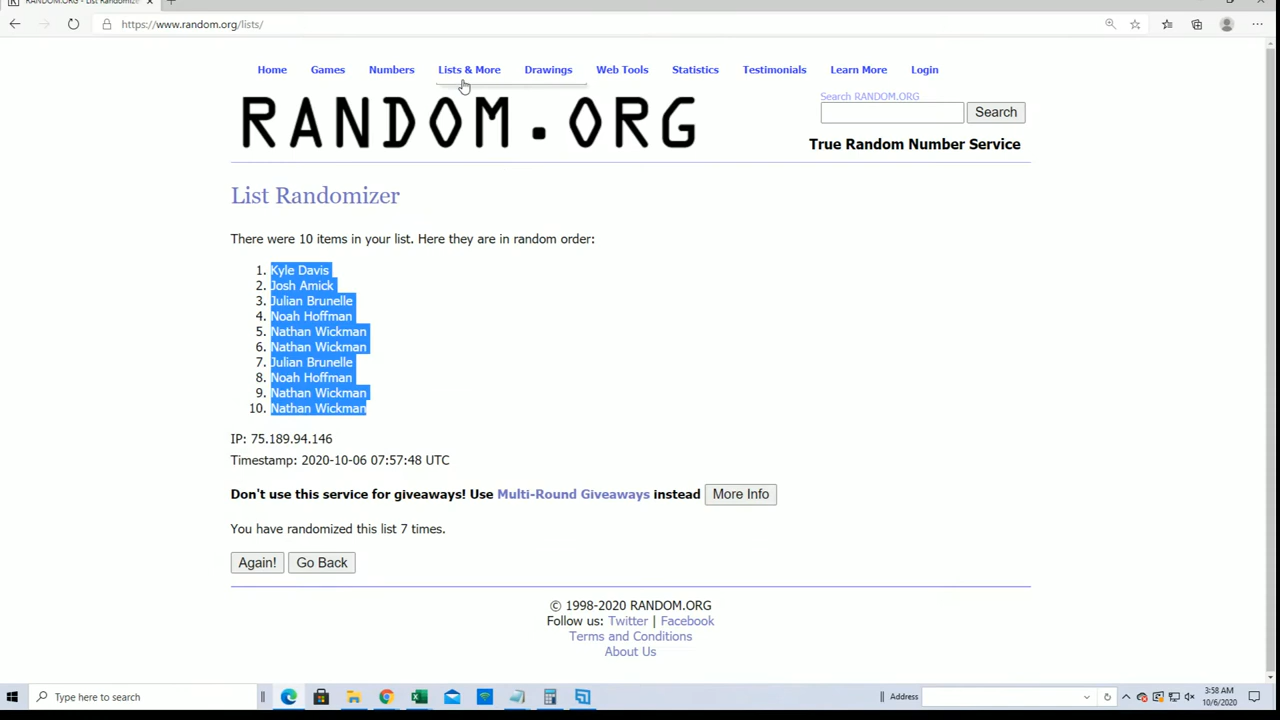 RANDOM.ORG - List Randomizer
https://www.random.org/lists/
Home Games Numbers Lists & More Drawings Web Tools Statistics Testimonials Learn More Login
RANDOM.ORG
Search RANDOM.ORG
Search
True Random Number Service
List Randomizer
There were 10 items in your list. Here they are in random order:
1. Kyle Davis
2. Josh Amick
3. Julian Brunelle
4. Noah Hoffman
5. Nathan Wickman
6. Nathan Wickman
7. Julian Brunelle
8. Noah Hoffman
9. Nathan Wickman
10. Nathan Wickman
IP: 75.189.94.146
Timestamp: 2020-10-06 07:57:48 UTC
Don't use this service for giveaways! Use Multi-Round Giveaways instead More Info
You have randomized this list 7 times.
Again! Go Back
© 1998-2020 RANDOM.ORG
Follow us: Twitter | Facebook
Terms and Conditions
About Us
Type here to search
Address
3:58 AM
10/6/2020